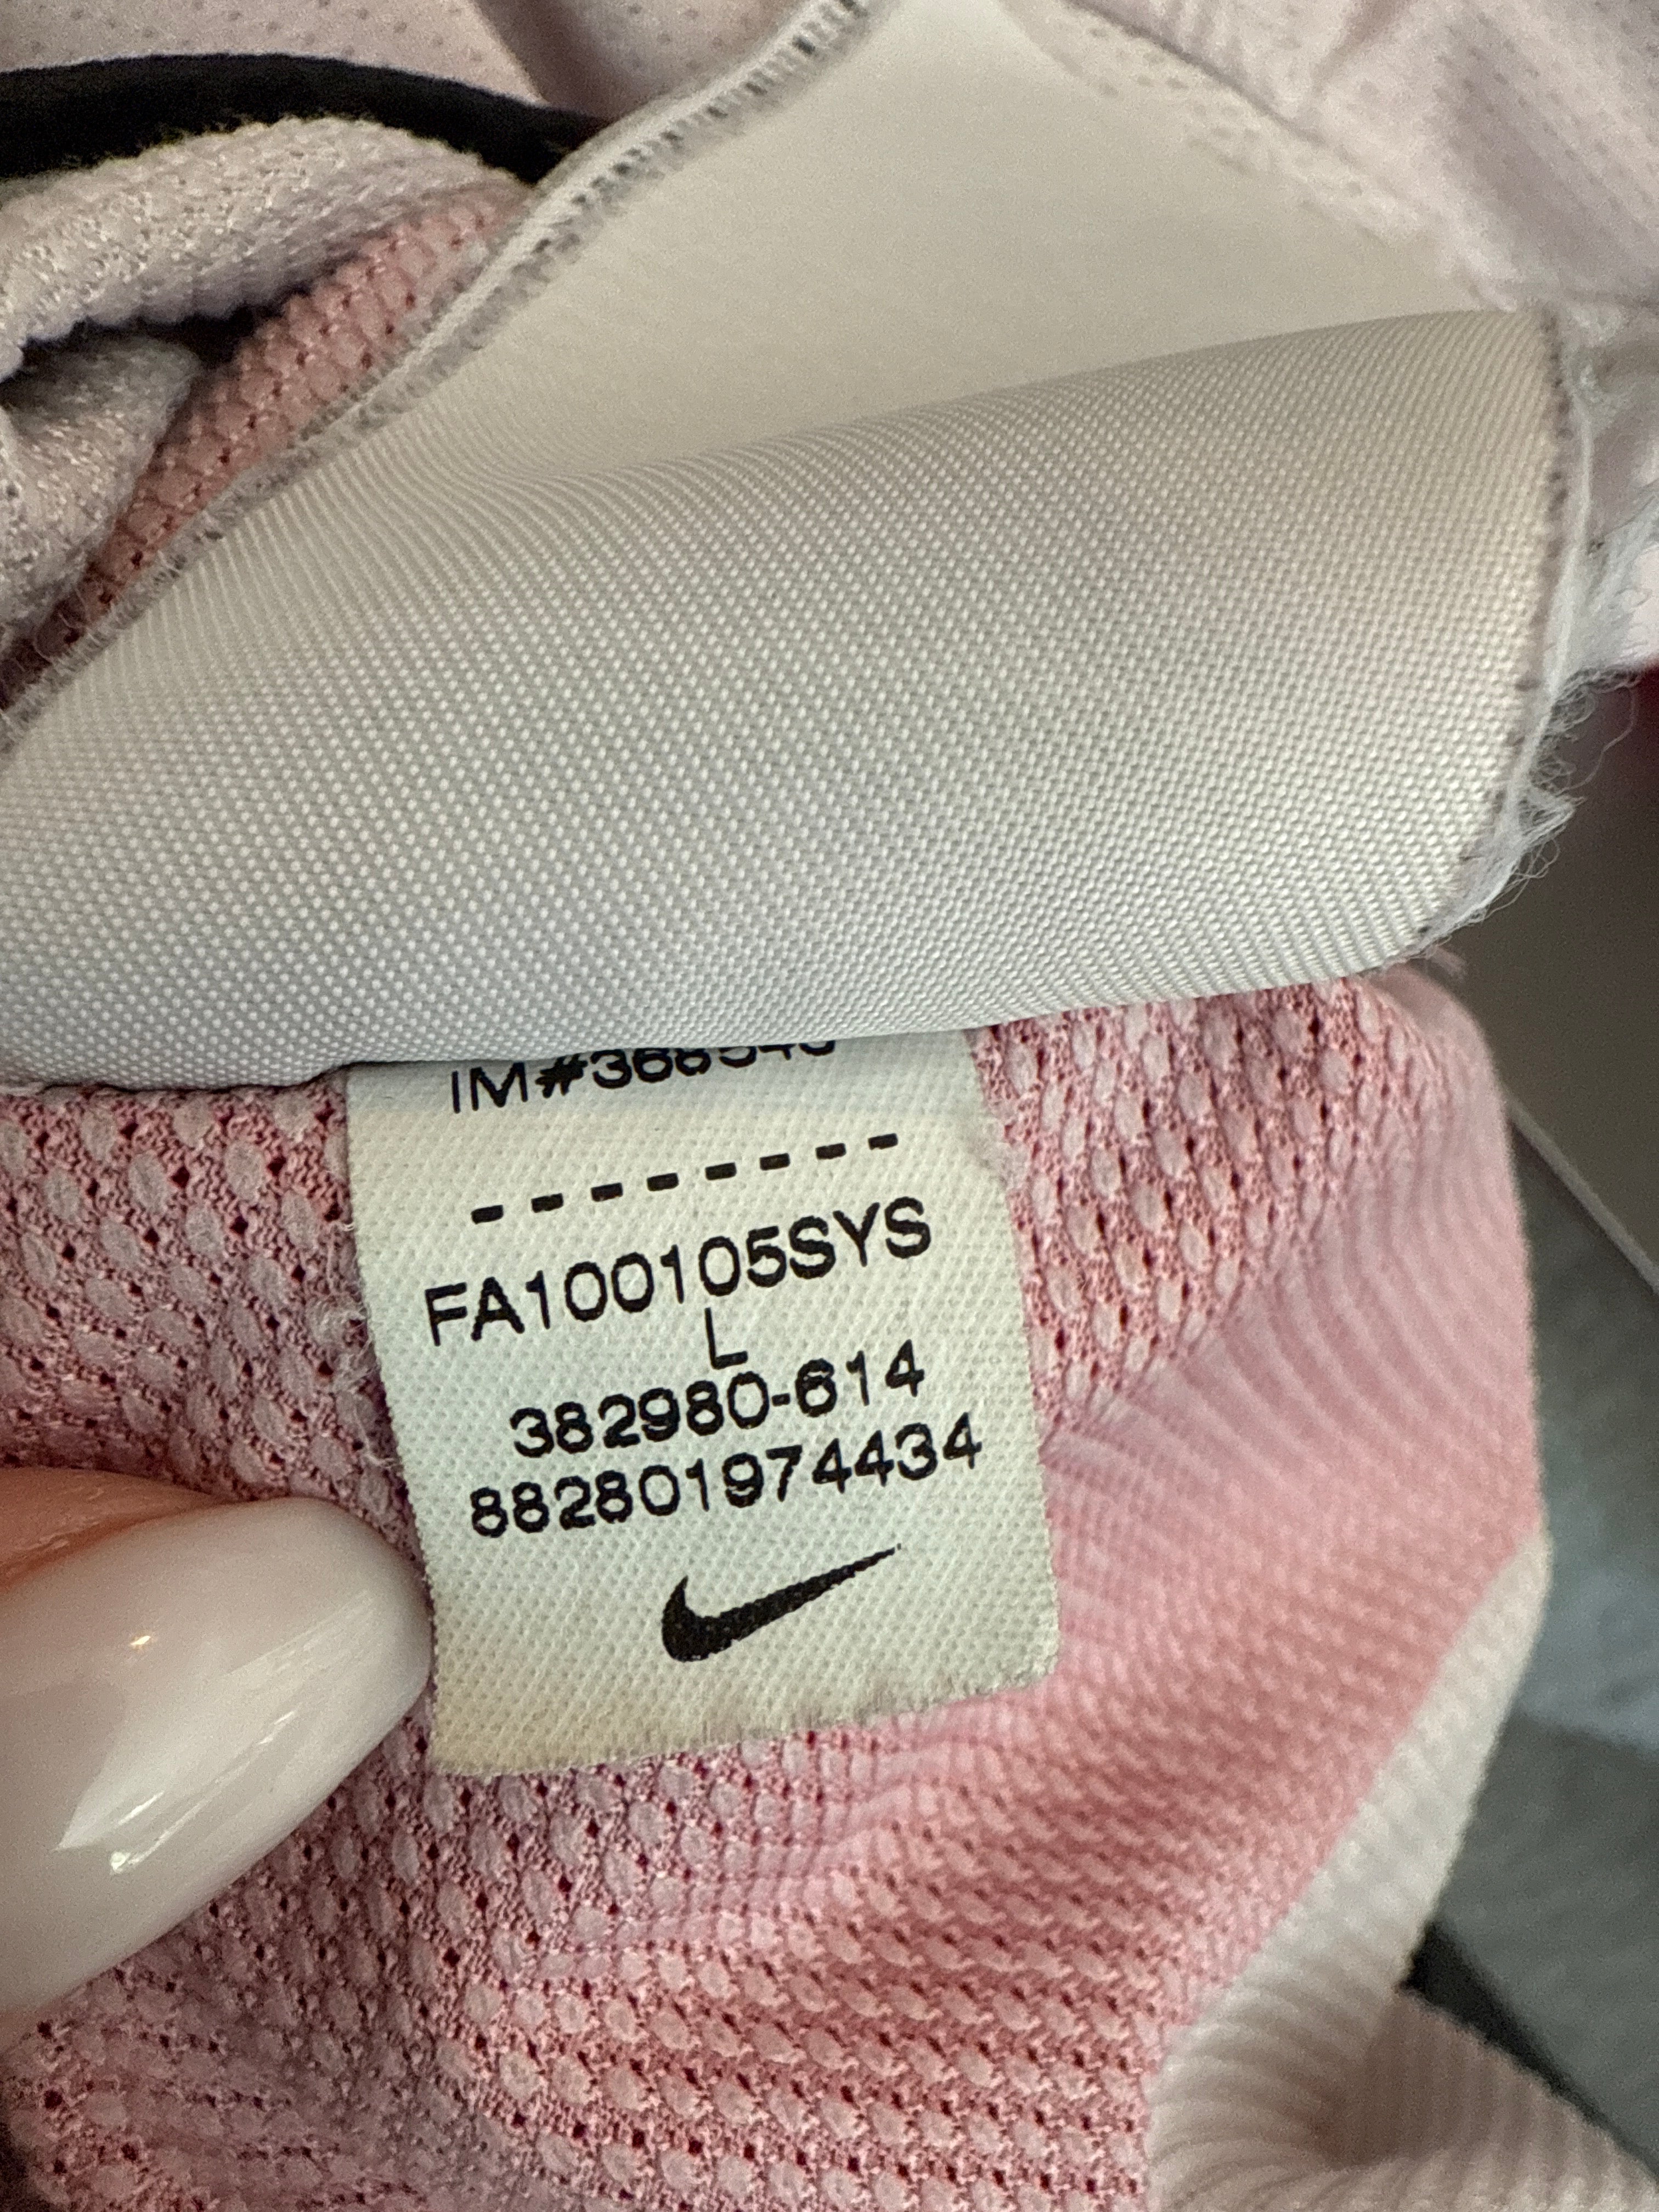 - - - - - - - -
FA100105SYS
L
382980-614
882801974434